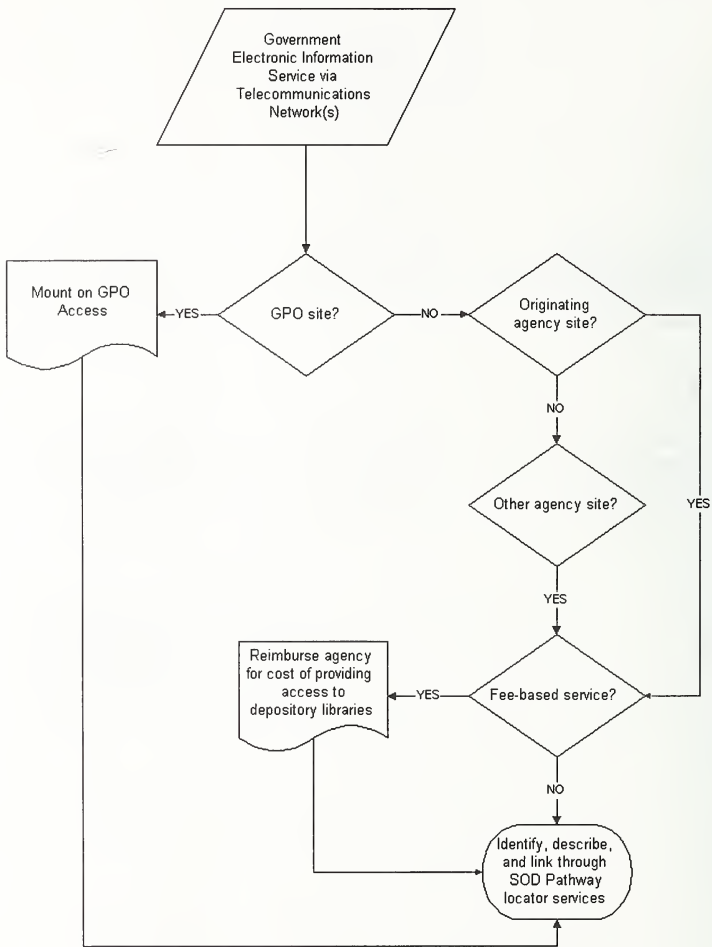 Government
Electronic Information
Service via
Telecommunications
Network(s)
Mount on GPO
Access
YES
GPO site?
NO
Originating
agency site?
NO
YES
Other agency site?
YES
Reimburse agency
for cost of providing
access to
depository libraries
YES
Fee-based service?
NO
Identify, describe,
and link through
SOD Pathway
locator services